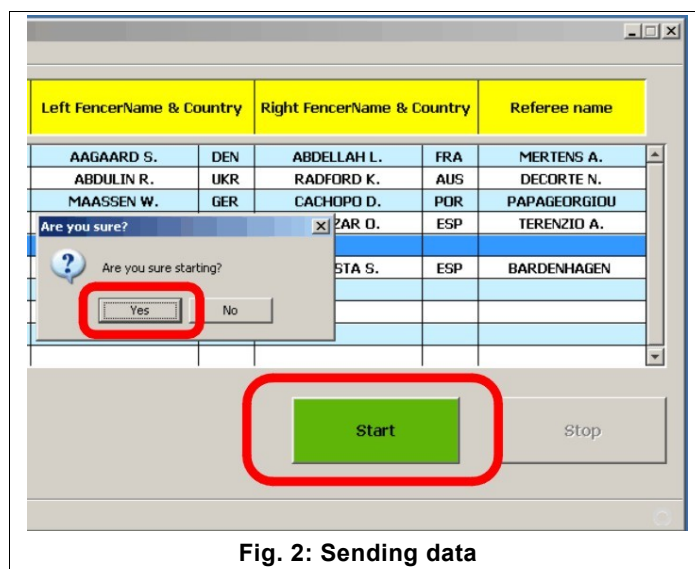 Left FencerName & Country Right FencerName & Country Referee name
AAGAARD S. DEN ABDELLAH L. FRA MERTENS A.
ABDULIN R. UKR RADFORD K. AUS DECORTE N.
MAASSEN W. GER CACHOPO D. POR PAPAGEORGIOU
Are you sure? ZAR O. ESP TERENZIO A.
Are you sure starting? STA S. ESP BARDENHAGEN
Yes No
Start Stop
Fig. 2: Sending data